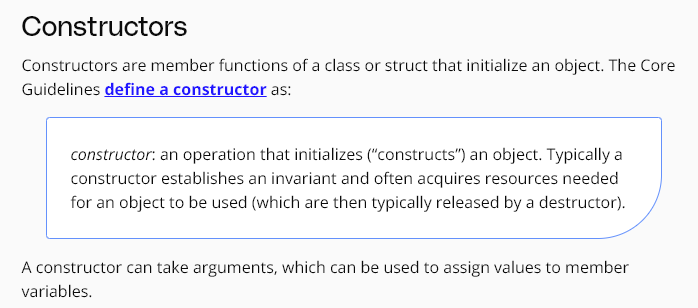 Constructors
Constructors are member functions of a class or struct that initialize an object. The Core
Guidelines define a constructor as:
constructor: an operation that initializes (“constructs”) an object. Typically a
constructor establishes an invariant and often acquires resources needed
for an object to be used (which are then typically released by a destructor).
A constructor can take arguments, which can be used to assign values to member
variables.